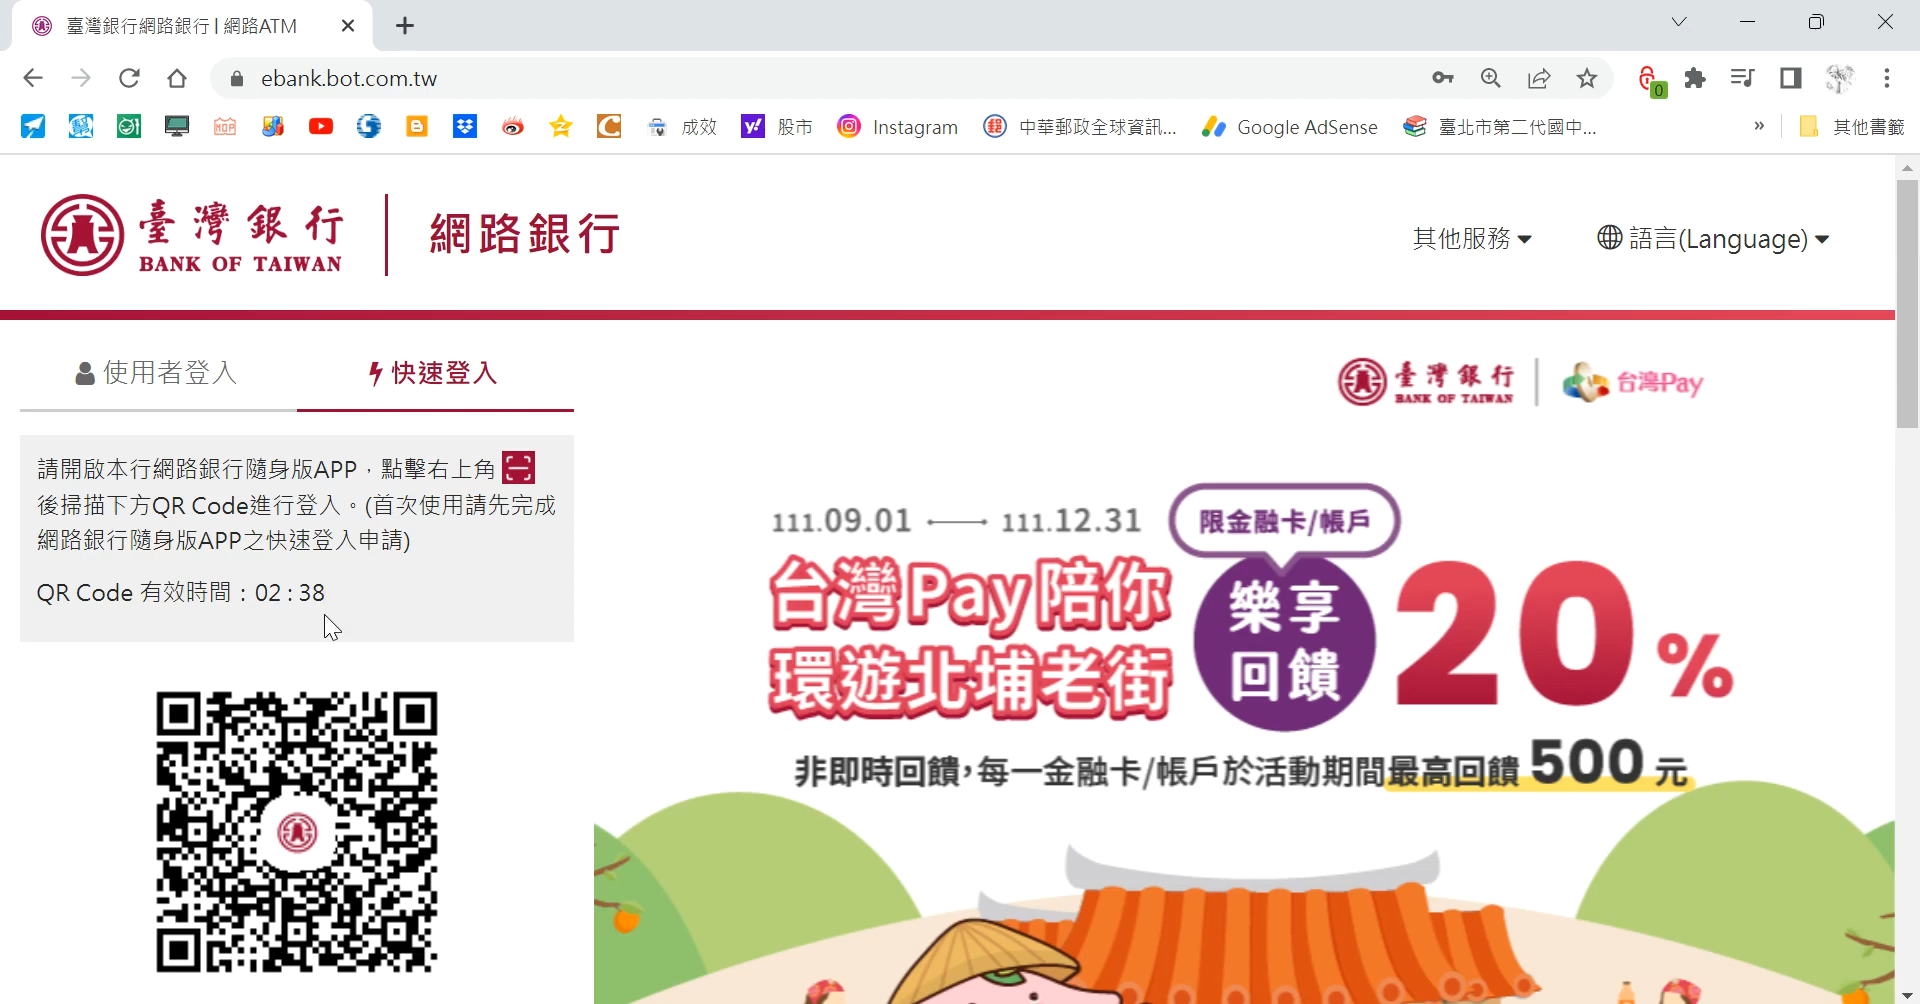 臺灣銀行網路銀行 | 網路ATM
ebank.bot.com.tw
0
成效
股市
Instagram
中華郵政全球資訊...
Google AdSense
臺北市第二代國中...
»
其他書籤
臺灣銀行
BANK OF TAIWAN
網路銀行
其他服務
語言(Language)
使用者登入
快速登入
請開啟本行網路銀行隨身版APP，點擊右上角
後掃描下方QR Code進行登入。(首次使用請先完成
網路銀行隨身版APP之快速登入申請)
QR Code 有效時間：02 : 38
臺灣銀行
BANK OF TAIWAN
台灣Pay
111.09.01 — 111.12.31
限金融卡/帳戶
台灣Pay陪你
環遊北埔老街
樂享
回饋
20%
非即時回饋，每一金融卡/帳戶於活動期間最高回饋500元